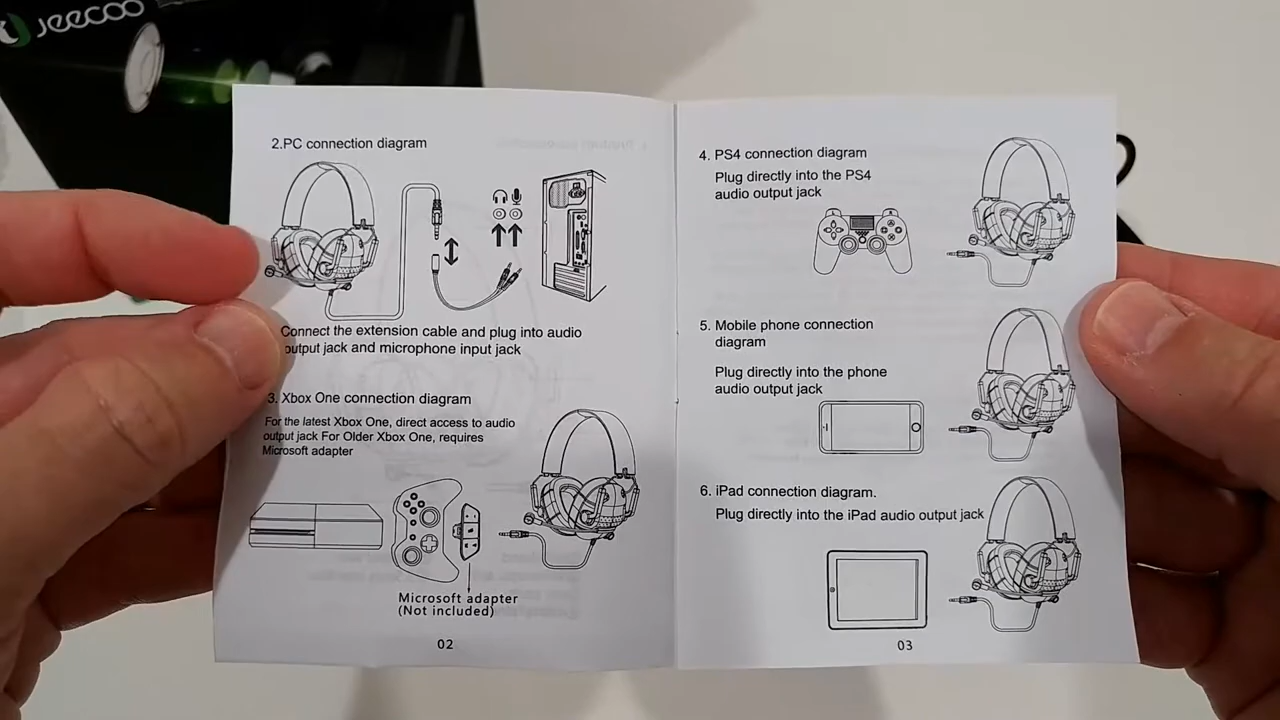 Jeecoo
2.PC connection diagram
Connect the extension cable and plug into audio
output jack and microphone input jack
3. Xbox One connection diagram
For the latest Xbox One, direct access to audio
output jack For Older Xbox One, requires
Microsoft adapter
Microsoft adapter
(Not included)
02
4. PS4 connection diagram
Plug directly into the PS4
audio output jack
5. Mobile phone connection
diagram
Plug directly into the phone
audio output jack
6. iPad connection diagram.
Plug directly into the iPad audio output jack
03